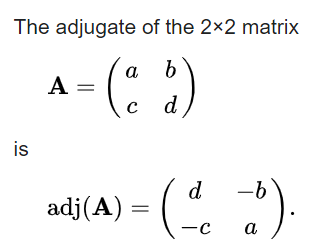 The adjugate of the 2×2 matrix
A = ( a b
c d )
is
adj(A) = ( d −b
−c a ).